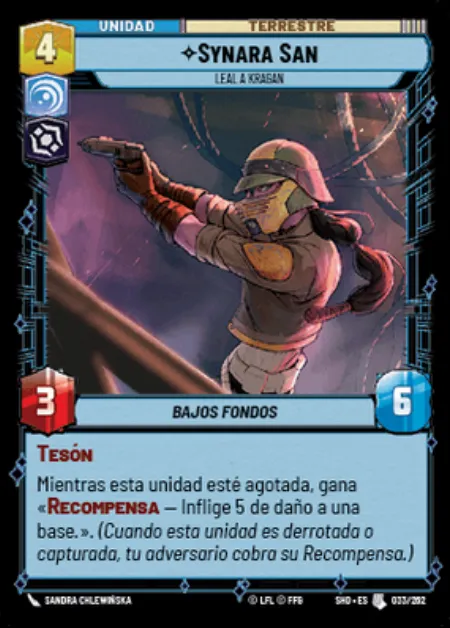 UNIDAD
TERRESTRE
4
✧SYNARA SAN
LEAL A KRAGAN
3
BAJOS FONDOS
6
TESÓN
Mientras esta unidad esté agotada, gana
«RECOMPENSA – Inflige 5 de daño a una
base.». (Cuando esta unidad es derrotada o
capturada, tu adversario cobra su Recompensa.)
SANDRA CHLEWIŃSKA
© LFL © FFG
SHD • ES
033/262